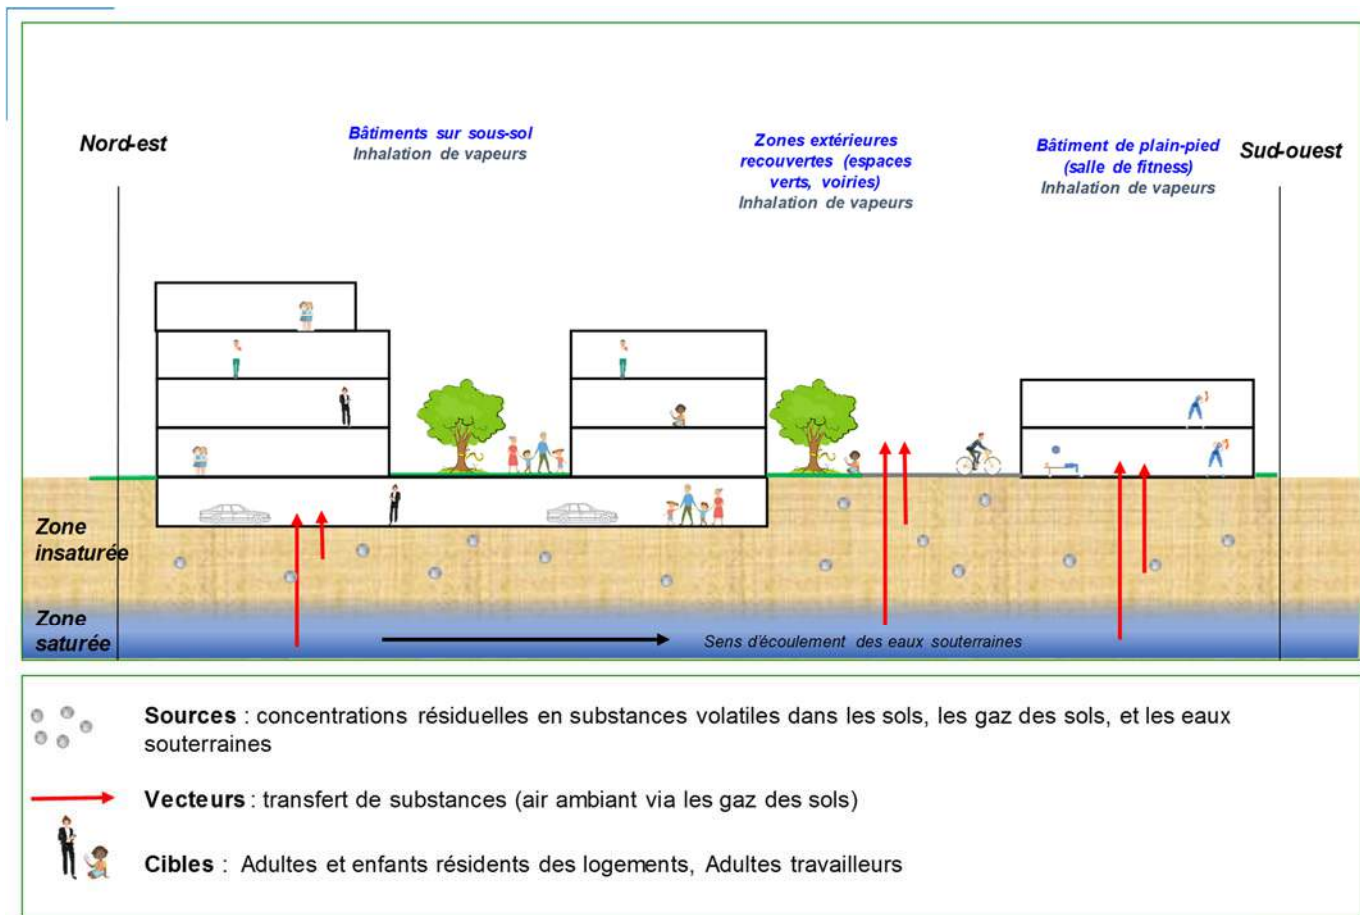 Nord-est
Bâtiments sur sous-sol
Inhalation de vapeurs
Zones extérieures
recouvertes (espaces
verts, voiries)
Inhalation de vapeurs
Bâtiment de plain-pied
(salle de fitness)
Inhalation de vapeurs
Sud-ouest
Zone
insaturée
Zone
saturée
Sens d'écoulement des eaux souterraines
Sources : concentrations résiduelles en substances volatiles dans les sols, les gaz des sols, et les eaux
souterraines
Vecteurs : transfert de substances (air ambiant via les gaz des sols)
Cibles : Adultes et enfants résidents des logements, Adultes travailleurs